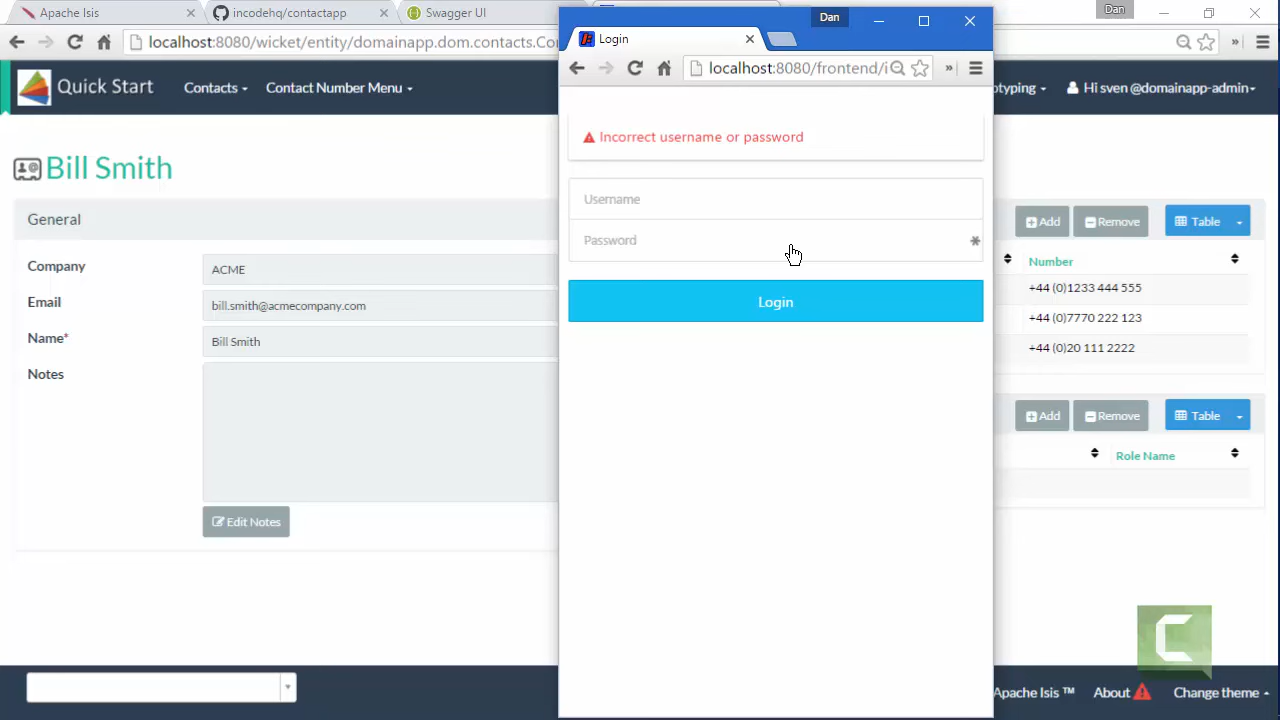 Apache Isis
incodehq/contactapp
Swagger UI
Dan
localhost:8080/wicket/entity/domainapp.dom.contacts.Con
Quick Start
Contacts
Contact Number Menu
Hi sven @domainapp-admin
Dan
Login
localhost:8080/frontend/i
Incorrect username or password
Username
Password
Login
Bill Smith
General
Company
ACME
Email
bill.smith@acmecompany.com
Name*
Bill Smith
Notes
Edit Notes
Add
Remove
Table
Number
+44 (0)1233 444 555
+44 (0)7770 222 123
+44 (0)20 111 2222
Add
Remove
Table
Role Name
Apache Isis ™
About
Change theme